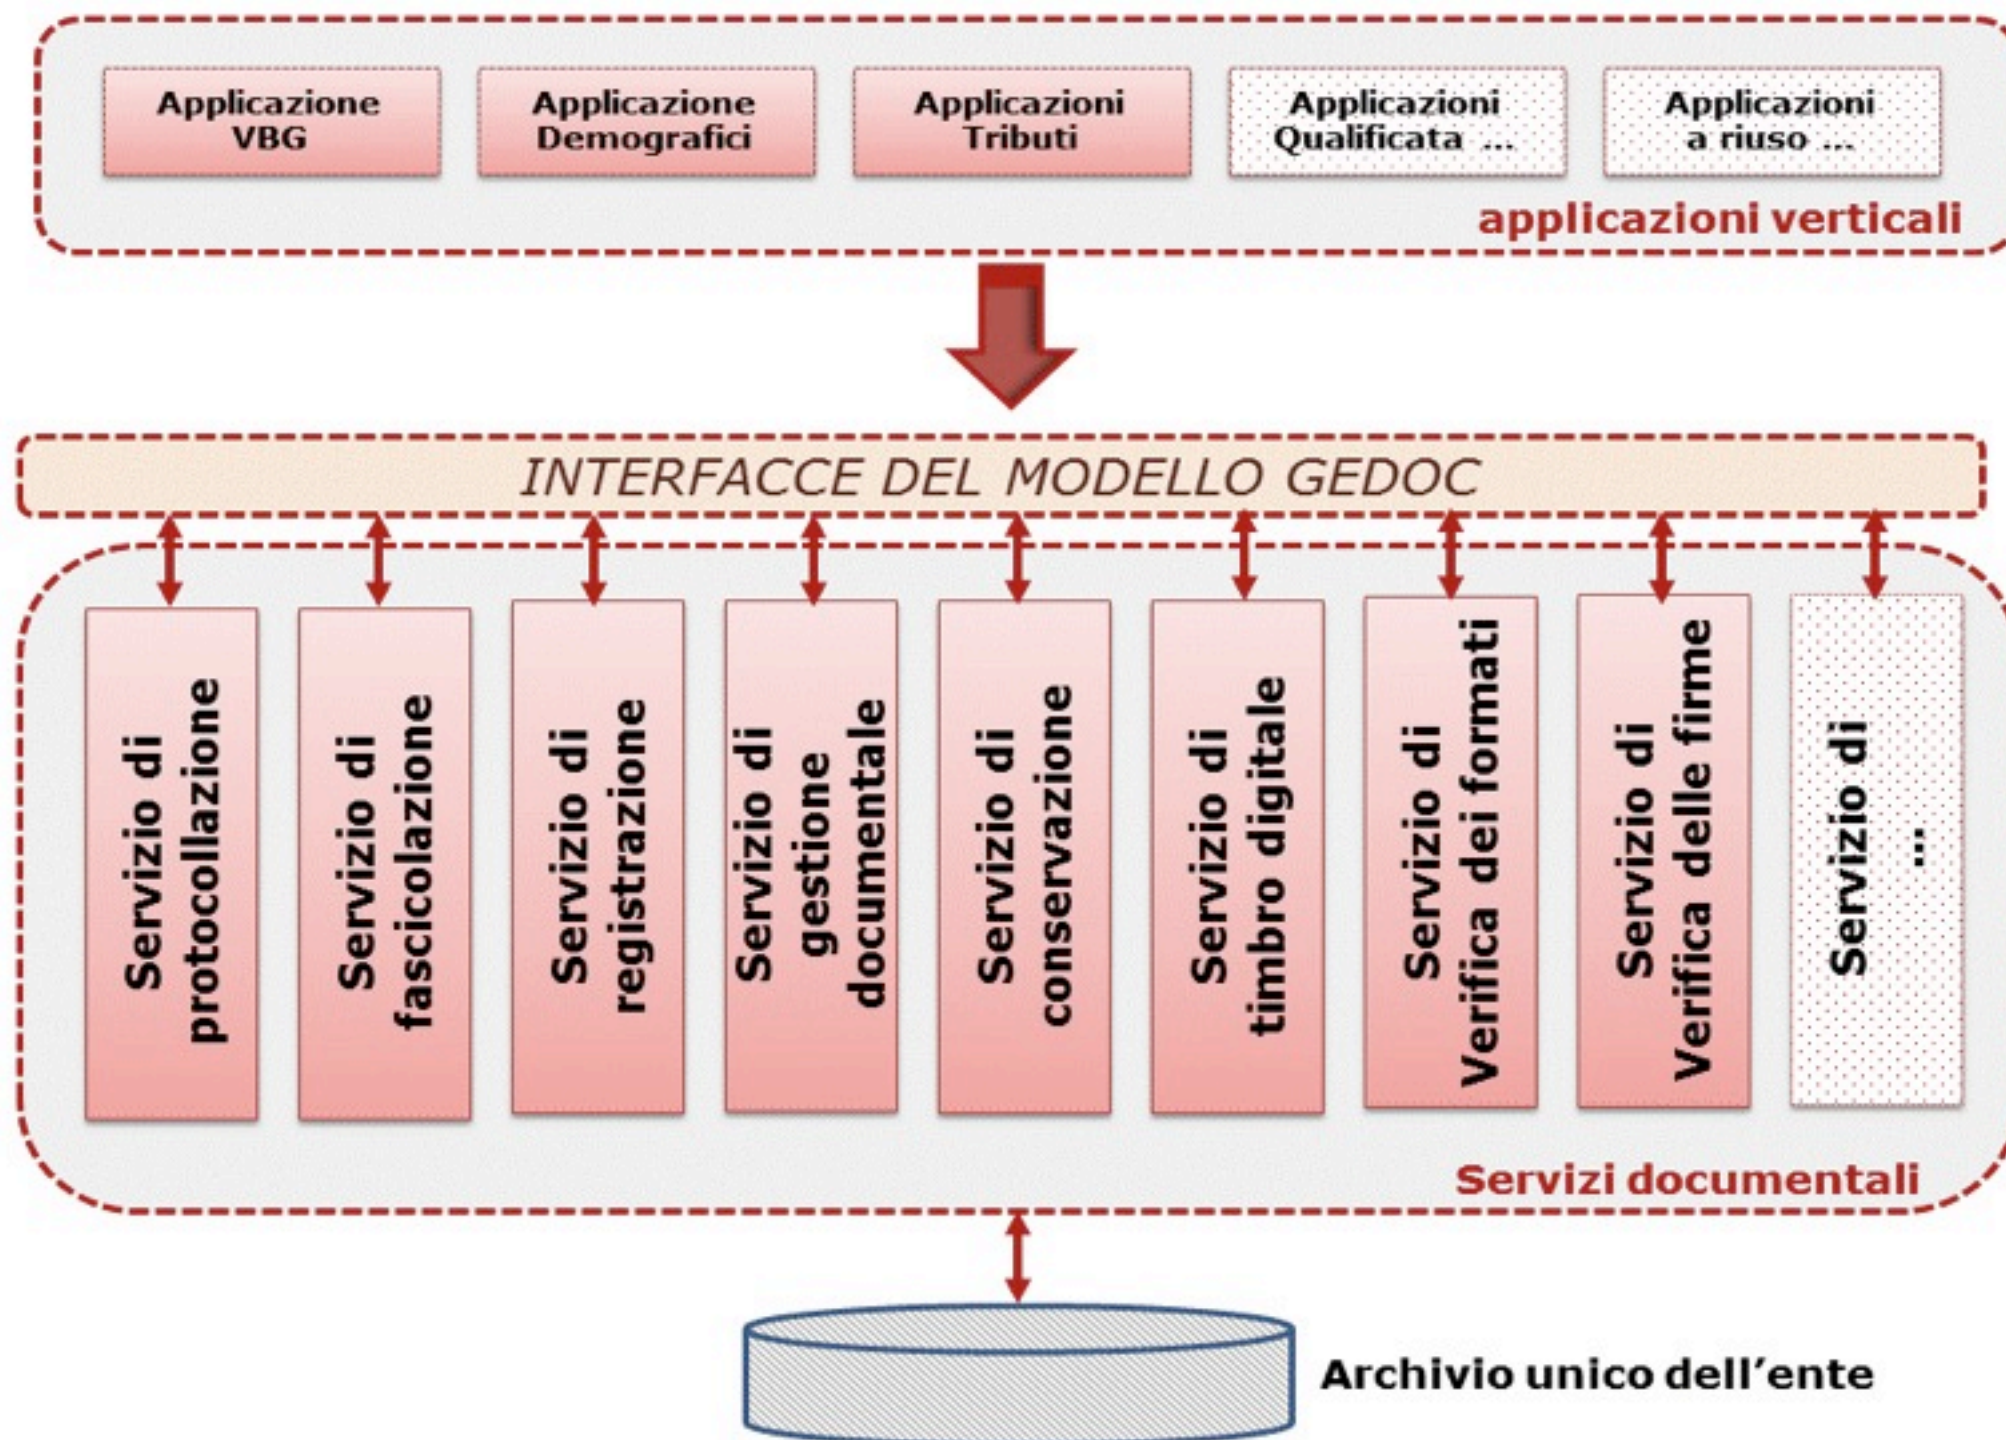 Applicazione
VBG
Applicazione
Demografici
Applicazioni
Tributi
Applicazioni
Qualificata ...
Applicazioni
a riuso ...
applicazioni verticali
INTERFACCE DEL MODELLO GEDOC
Servizio di
protocollazione
Servizio di
fascicolazione
Servizio di
registrazione
Servizio di
gestione
documentale
Servizio di
conservazione
Servizio di
timbro digitale
Servizio di
Verifica dei formati
Servizio di
Verifica delle firme
Servizio di
...
Servizi documentali
Archivio unico dell’ente